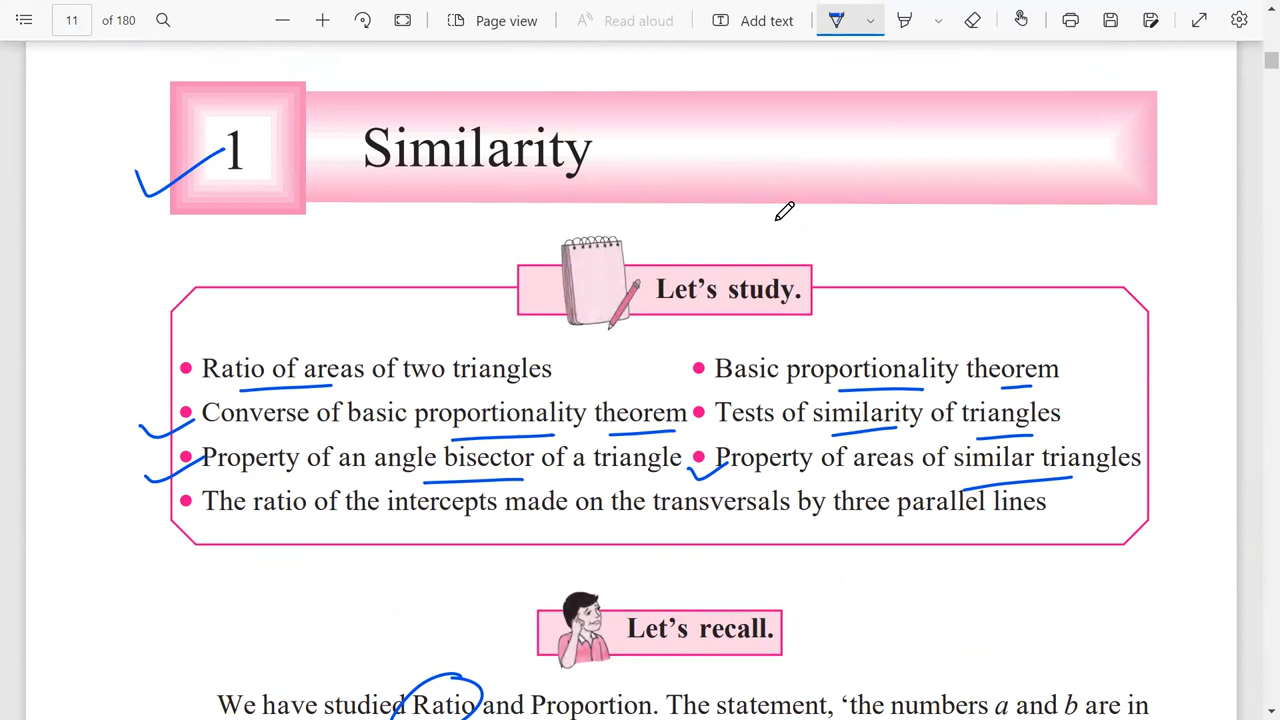 11 of 180 Page view Read aloud Add text
1 Similarity
Let's study.
Ratio of areas of two triangles
Basic proportionality theorem
Converse of basic proportionality theorem
Tests of similarity of triangles
Property of an angle bisector of a triangle
Property of areas of similar triangles
The ratio of the intercepts made on the transversals by three parallel lines
Let's recall.
We have studied Ratio and Proportion. The statement, ‘the numbers a and b are in